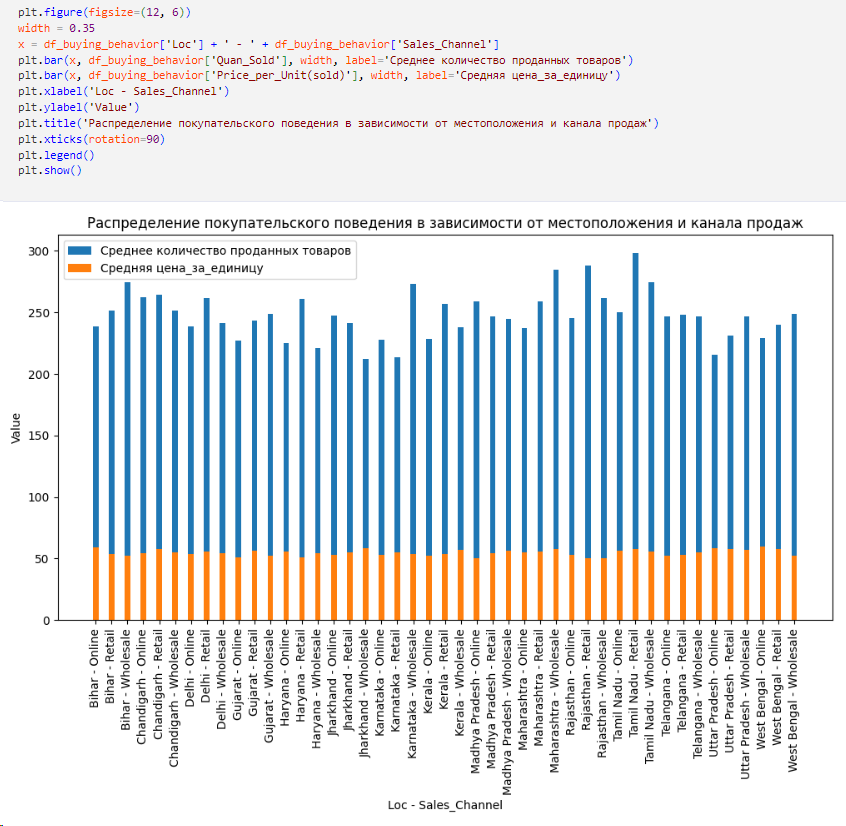 plt.figure(figsize=(12, 6))
width = 0.35
x = df_buying_behavior['Loc'] + ' - ' + df_buying_behavior['Sales_Channel']
plt.bar(x, df_buying_behavior['Quan_Sold'], width, label='Среднее количество проданных товаров')
plt.bar(x, df_buying_behavior['Price_per_Unit(sold)'], width, label='Средняя цена_за_единицу')
plt.xlabel('Loc - Sales_Channel')
plt.ylabel('Value')
plt.title('Распределение покупательского поведения в зависимости от местоположения и канала продаж')
plt.xticks(rotation=90)
plt.legend()
plt.show()
Распределение покупательского поведения в зависимости от местоположения и канала продаж
Среднее количество проданных товаров
Средняя цена_за_единицу
300
250
200
150
100
50
0
Value
Bihar - Online
Bihar - Retail
Bihar - Wholesale
Chandigarh - Online
Chandigarh - Retail
Chandigarh - Wholesale
Delhi - Online
Delhi - Retail
Delhi - Wholesale
Gujarat - Online
Gujarat - Retail
Gujarat - Wholesale
Haryana - Online
Haryana - Retail
Haryana - Wholesale
Jharkhand - Online
Jharkhand - Retail
Jharkhand - Wholesale
Karnataka - Online
Karnataka - Retail
Karnataka - Wholesale
Kerala - Online
Kerala - Retail
Kerala - Wholesale
Madhya Pradesh - Online
Madhya Pradesh - Retail
Madhya Pradesh - Wholesale
Maharashtra - Online
Maharashtra - Retail
Maharashtra - Wholesale
Rajasthan - Online
Rajasthan - Retail
Rajasthan - Wholesale
Tamil Nadu - Online
Tamil Nadu - Retail
Tamil Nadu - Wholesale
Telangana - Online
Telangana - Retail
Telangana - Wholesale
Uttar Pradesh - Online
Uttar Pradesh - Retail
Uttar Pradesh - Wholesale
West Bengal - Online
West Bengal - Retail
West Bengal - Wholesale
Loc - Sales_Channel